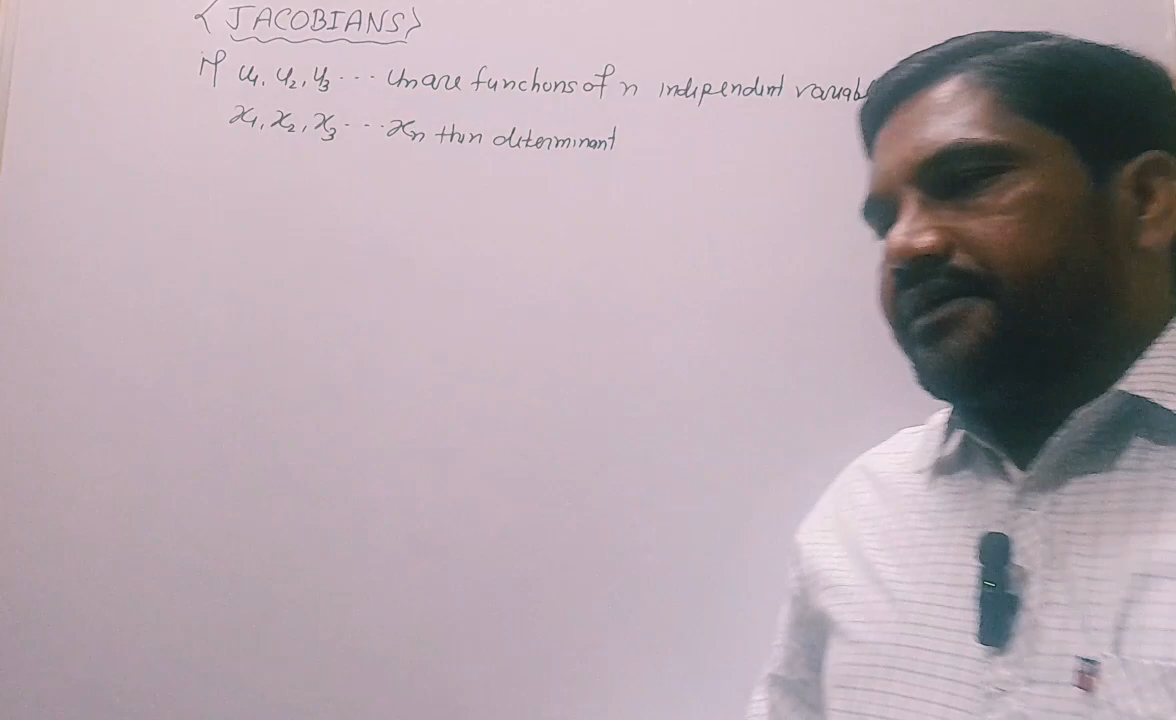 < JACOBIANS >
if u1, u2, u3 ... un are functions of n independent variab
x1, x2, x3 ... xn then determinant